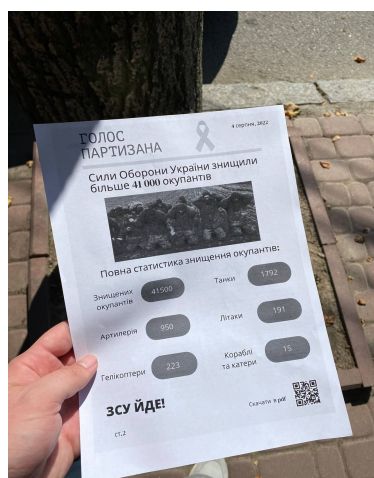 ГОЛОС
ПАРТИЗАНА
4 серпня, 2022
Сили Оборони України знищили
більше 41 000 окупантів
Повна статистика знищення окупантів:
Знищених
окупантів
41500
Танки
1792
Артилерія
950
Літаки
191
Гелікоптери
223
Кораблі
та катери
15
ЗСУ ЙДЕ!
Скачати в pdf
ст.2